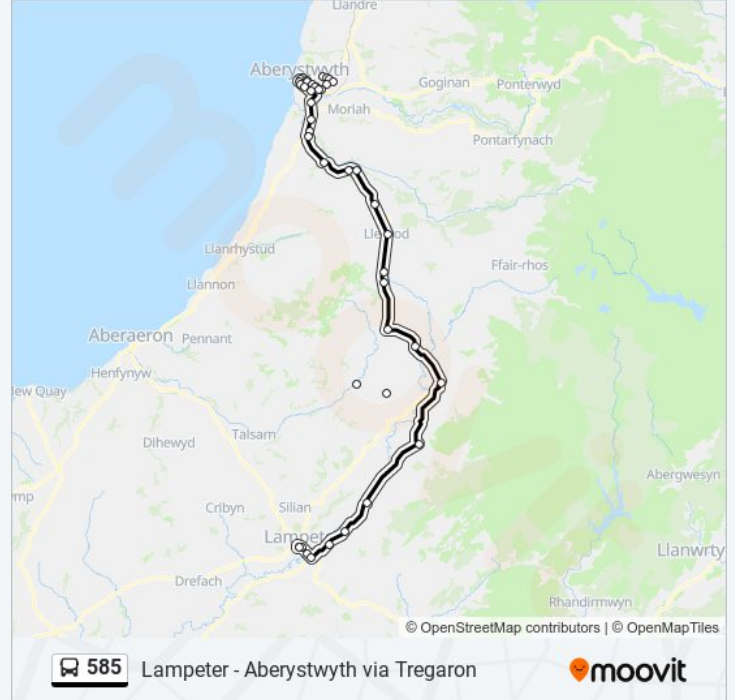 Llandre
Aberystwyth
Goginan
Ponterwyd
Moriah
Pontarfynach
Llanrhystud
Ffair-rhos
Llannon
Aberaeron
Pennant
Henfynyw
New Quay
Talsarn
Dihewyd
Abergwesyn
Cribyn
Silian
Lampeter
Llanwrty
Drefach
Rhandirmwyn
© OpenStreetMap contributors | © OpenMapTiles
585 Lampeter - Aberystwyth via Tregaron
moovit